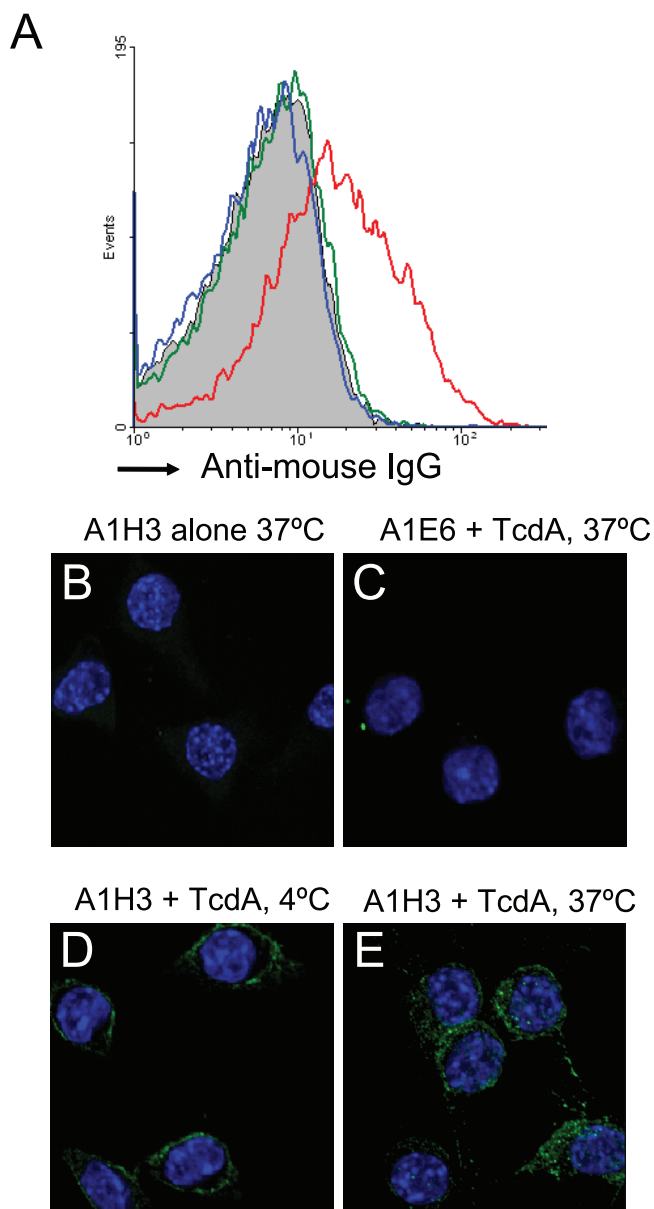 A
195
Events
0
10⁰
10¹
10²
Anti-mouse IgG
A1H3 alone 37ºC
A1E6 + TcdA, 37ºC
B
C
A1H3 + TcdA, 4ºC
A1H3 + TcdA, 37ºC
D
E